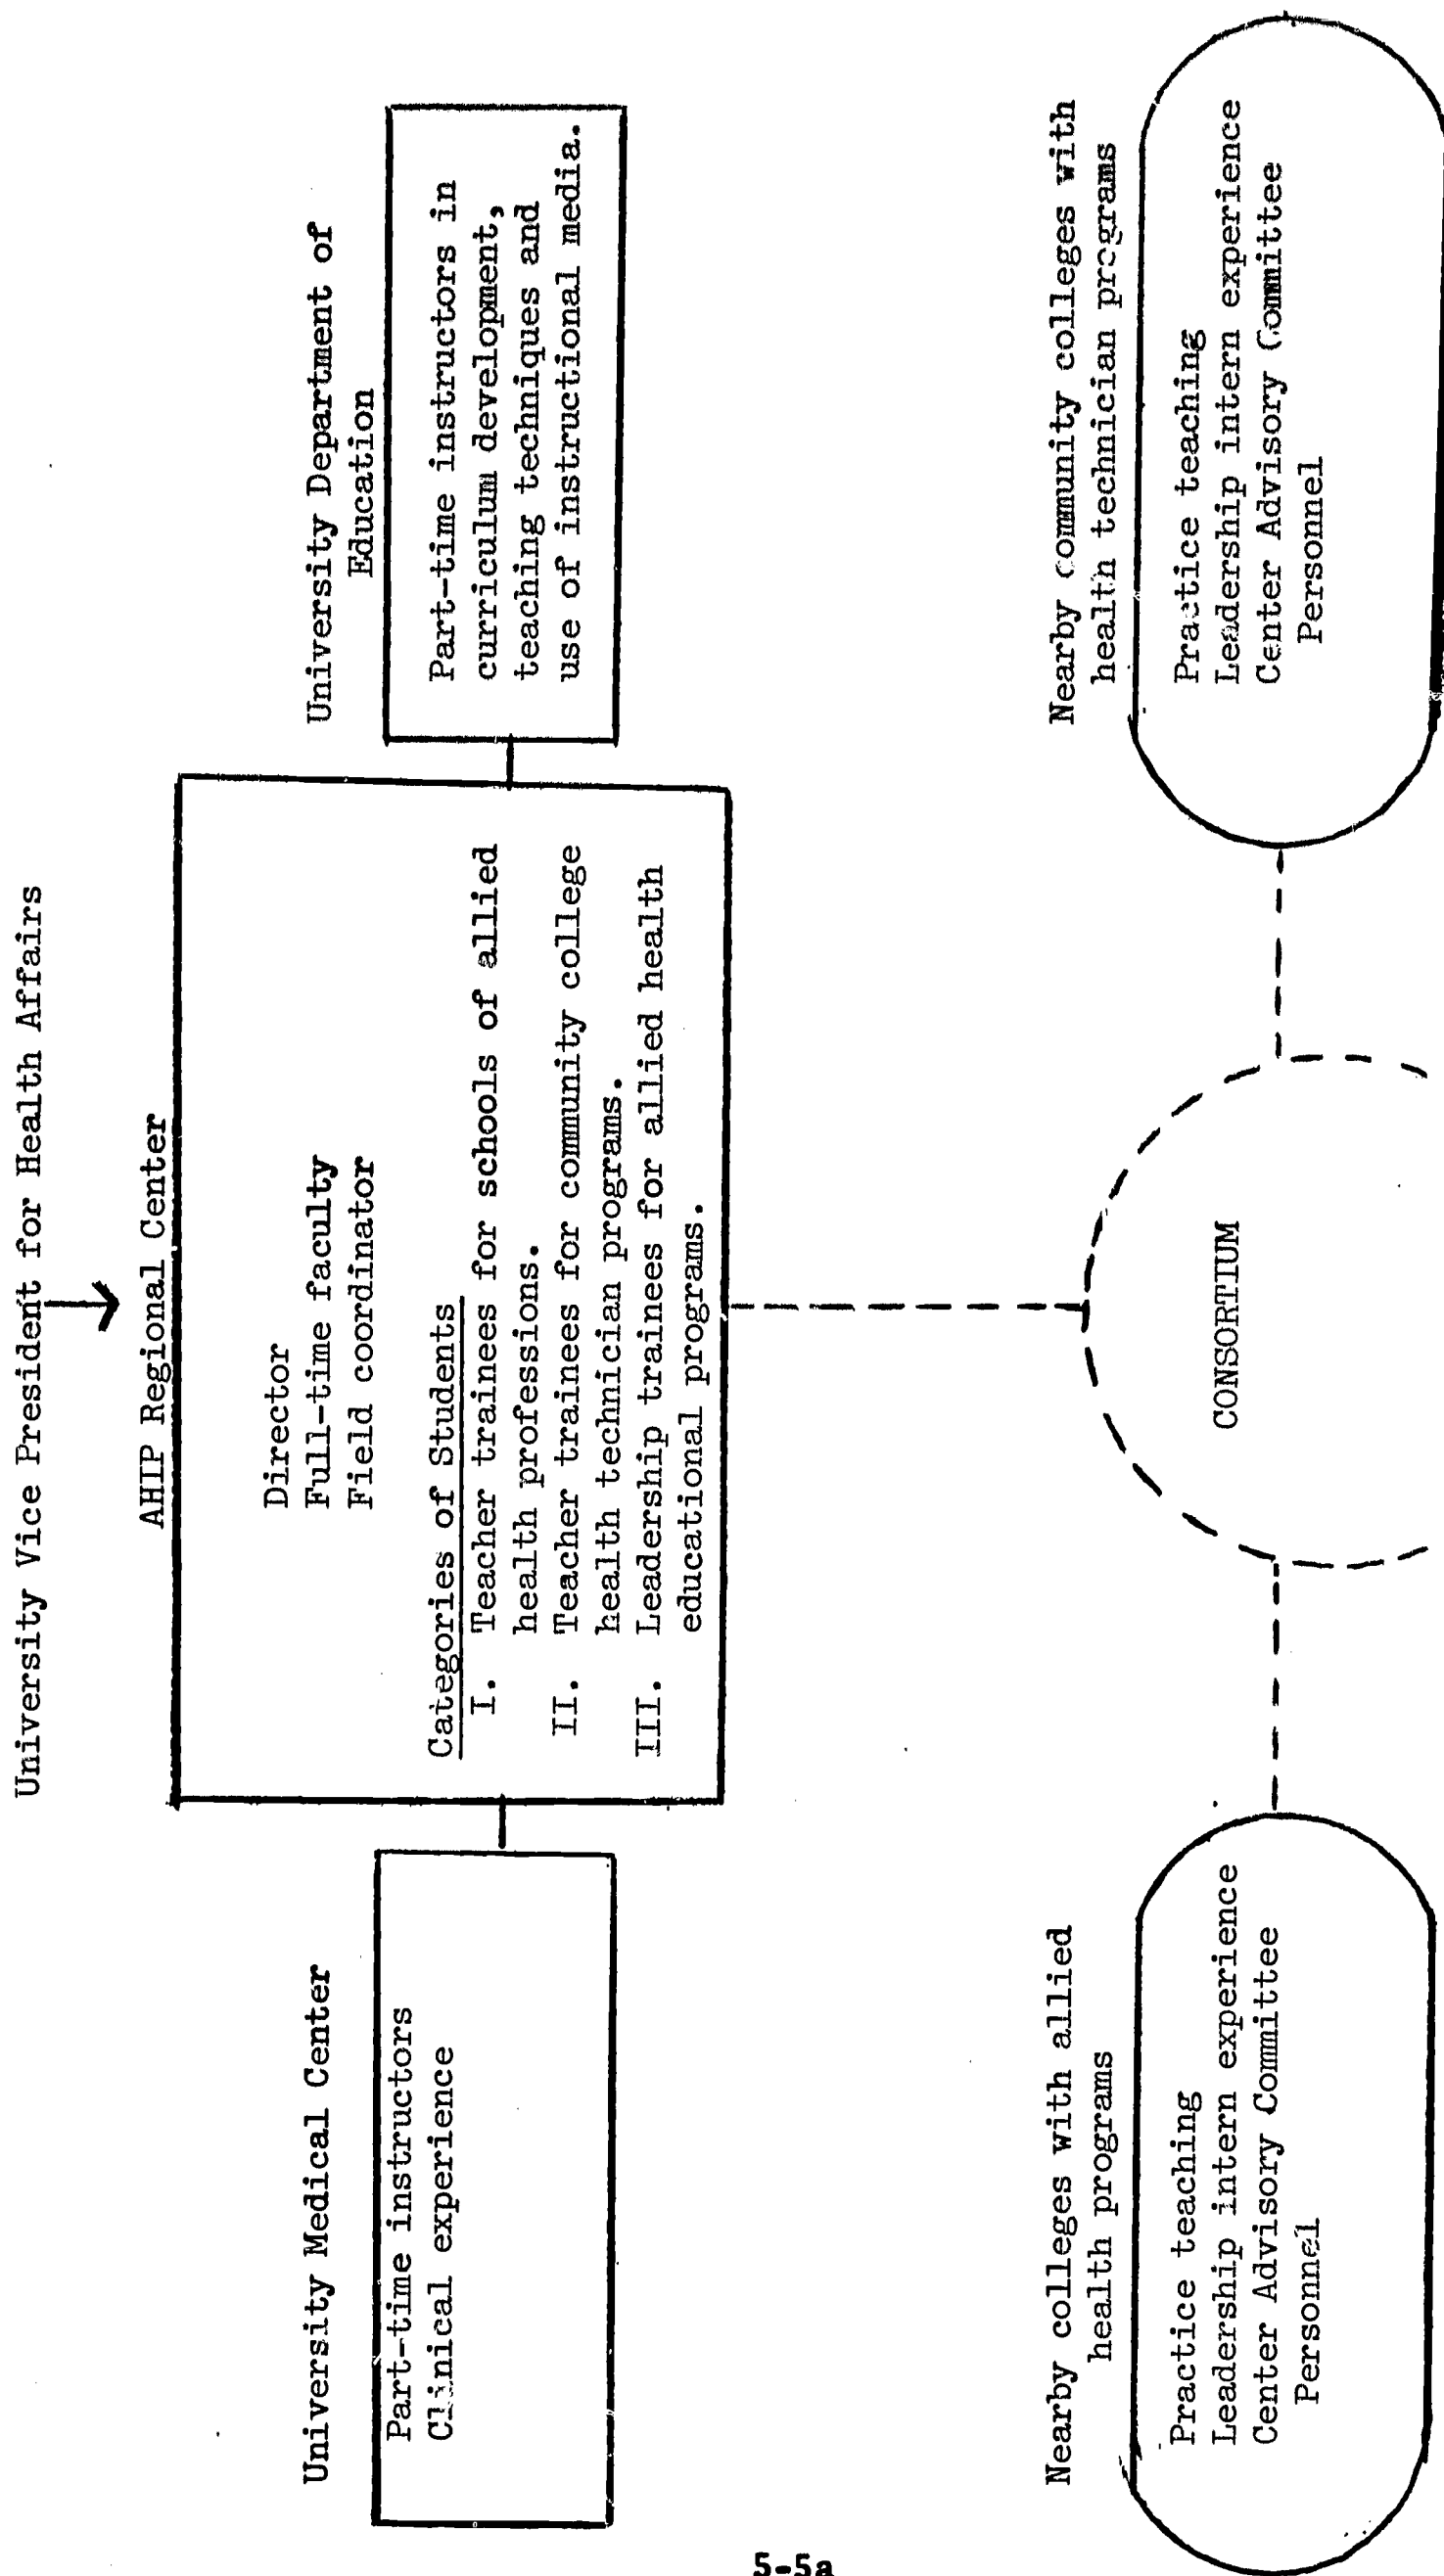 University Vice President for Health Affairs
AHIP Regional Center
Director
Full-time faculty
Field coordinator
Categories of Students
I. Teacher trainees for schools of allied
health professions.
II. Teacher trainees for community college
health technician programs.
III. Leadership trainees for allied health
educational programs.
University Medical Center
Part-time instructors
Clinical experience
University Department of
Education
Part-time instructors in
curriculum development,
teaching techniques and
use of instructional media.
Nearby colleges with allied
health programs
Practice teaching
Leadership intern experience
Center Advisory Committee
Personnel
CONSORTIUM
Nearby community colleges with
health technician programs
Practice teaching
Leadership intern experience
Center Advisory Committee
Personnel
5-5a